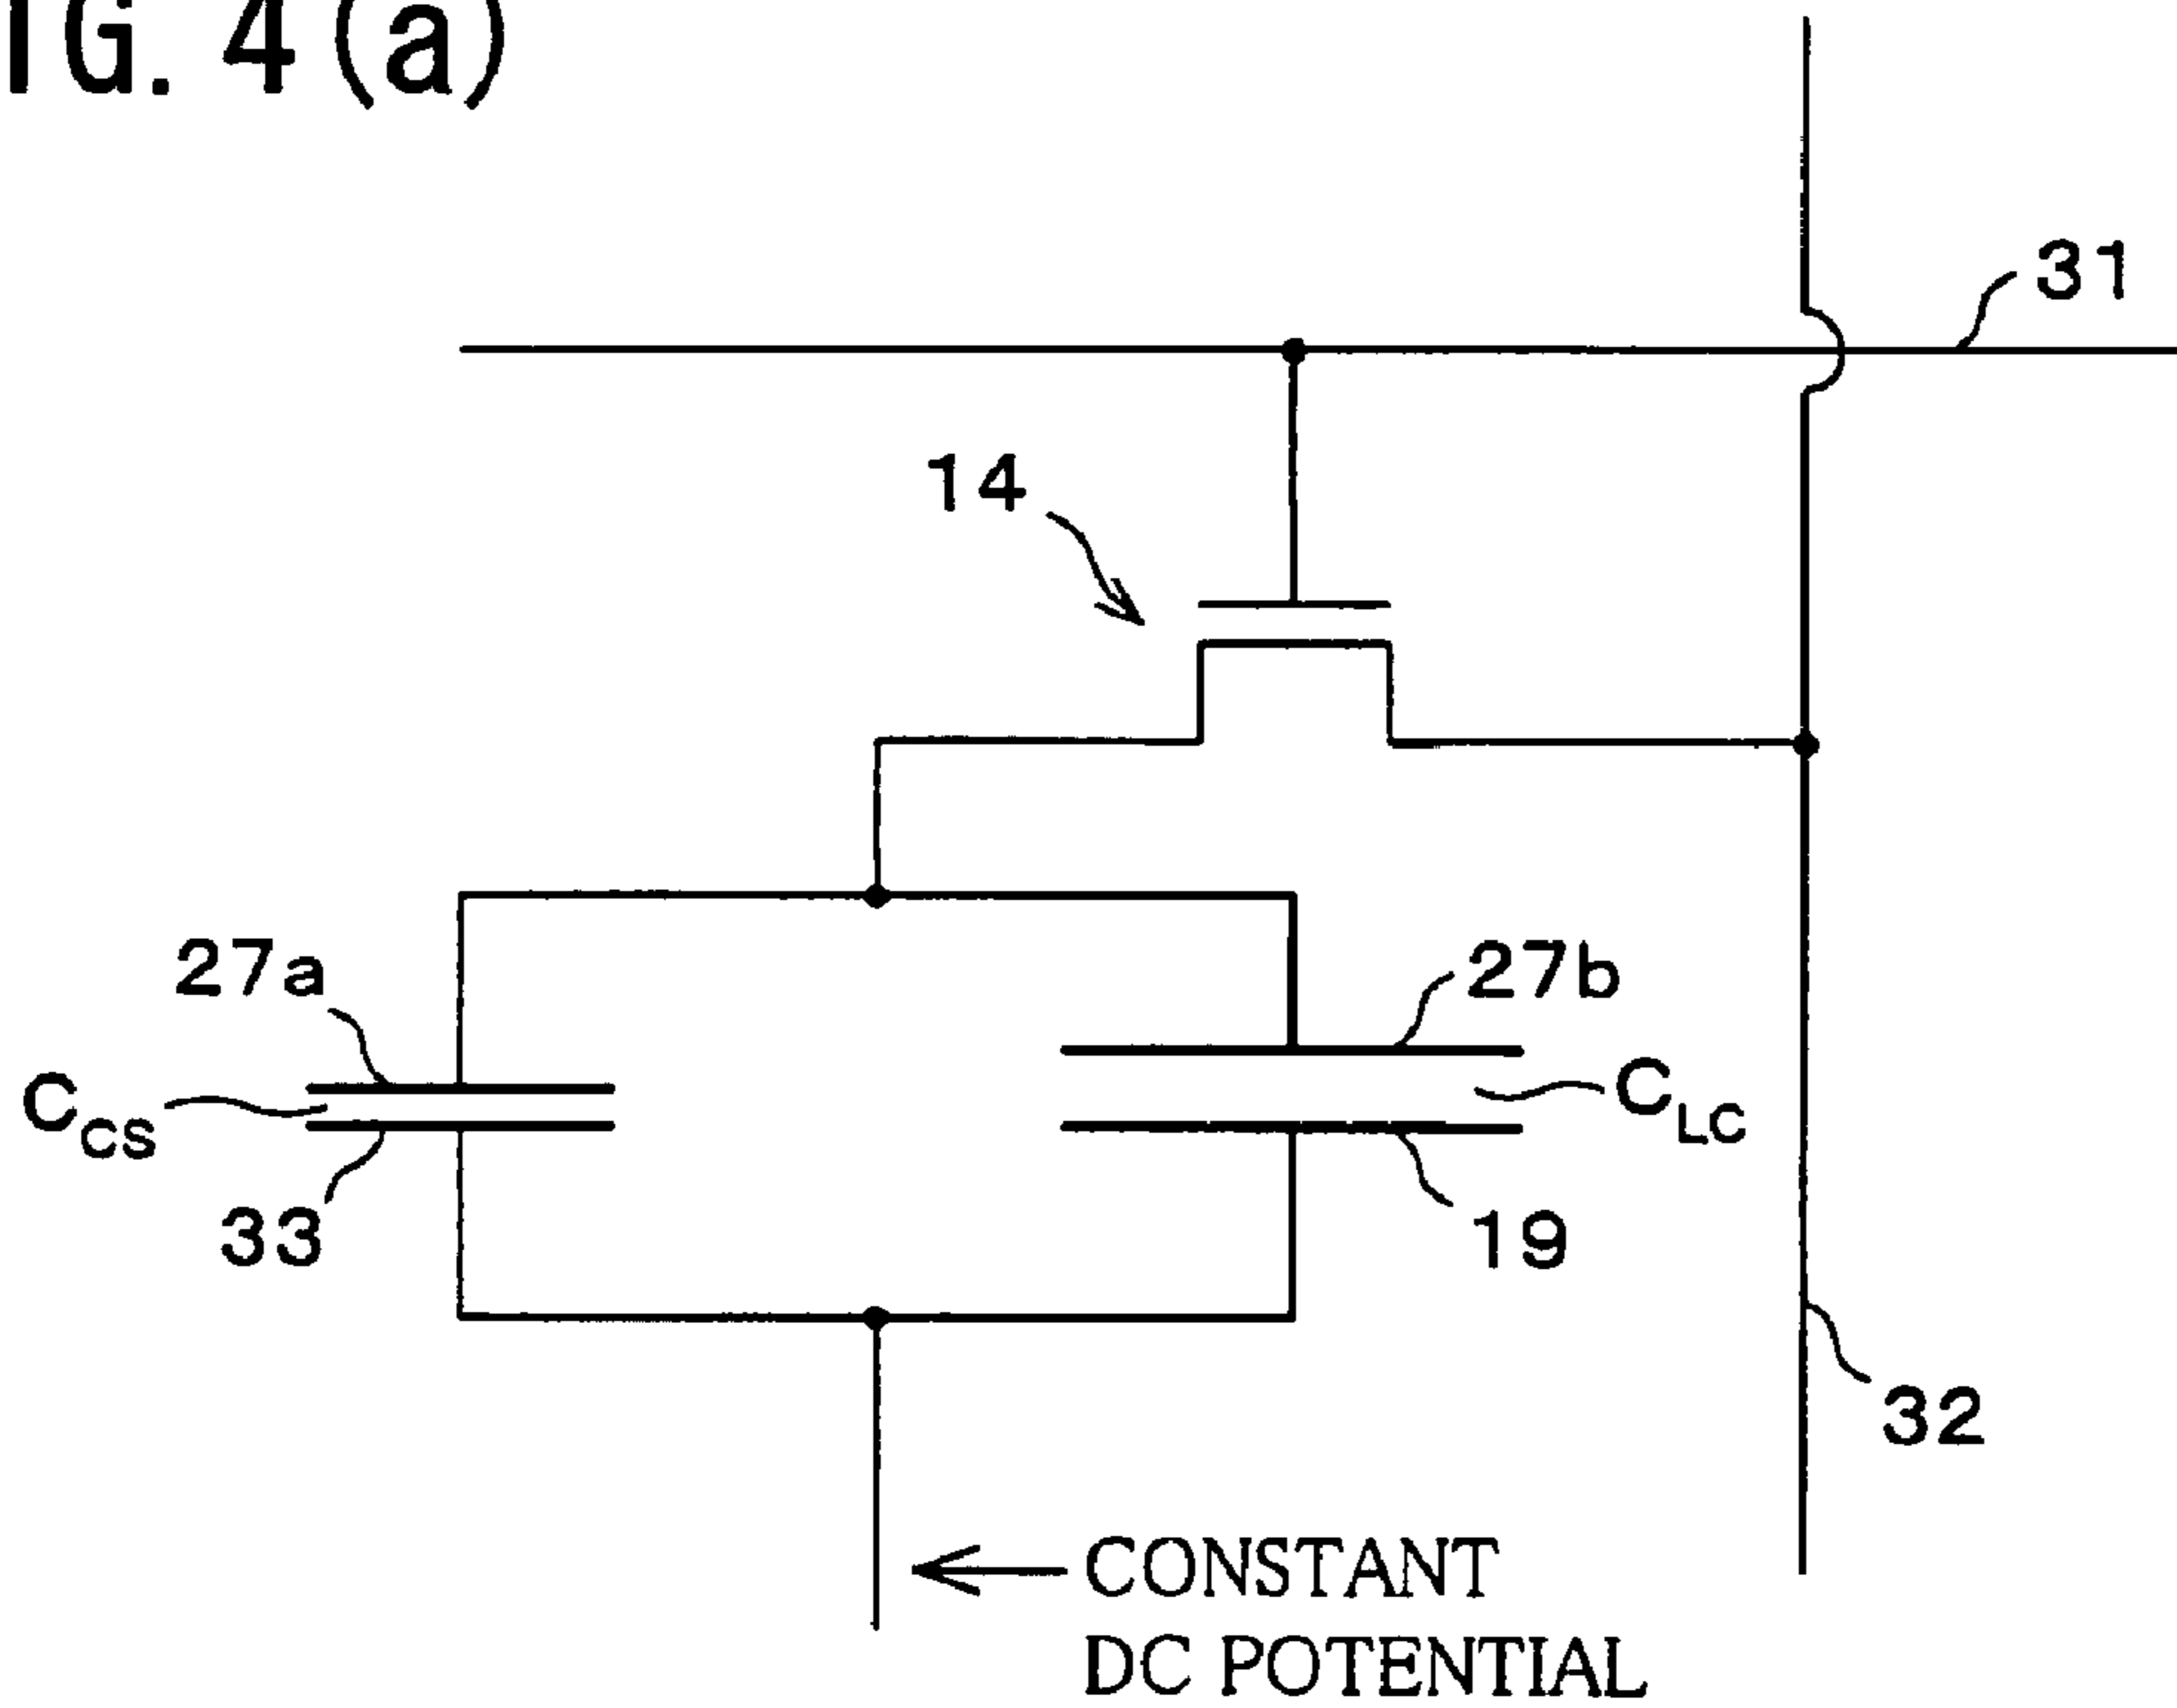 IG. 4 (a)
31
14
27a
27b
CCS
CLC
33
19
32
CONSTANT
DC POTENTIAL